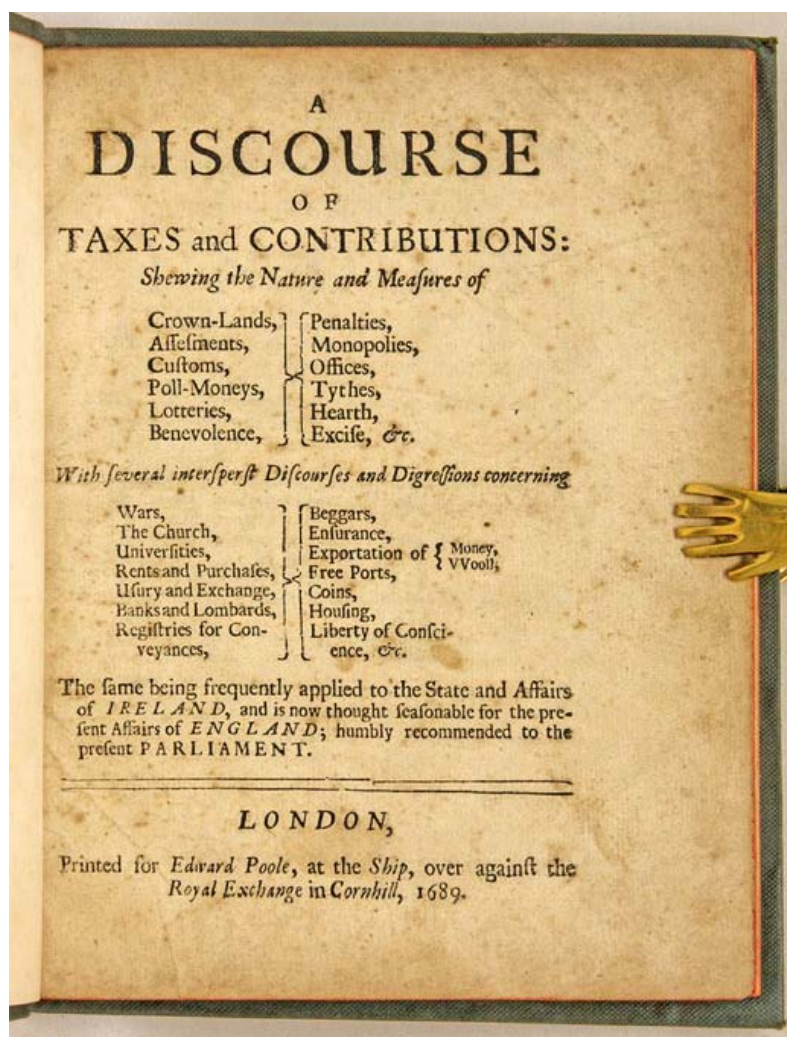 A
DISCOURSE
OF
TAXES and CONTRIBUTIONS:
Shewing the Nature and Meaſures of
Crown-Lands,
Aſſeſments,
Cuſtoms,
Poll-Moneys,
Lotteries,
Benevolence,
Penalties,
Monopolies,
Offices,
Tythes,
Hearth,
Exciſe, &c.
With ſeveral interſperſt Diſcourſes and Digreſſions concerning
Wars,
The Church,
Univerſities,
Rents and Purchaſes,
Uſury and Exchange,
Banks and Lombards,
Regiſtries for Con-
veyances,
Beggars,
Enſurance,
Exportation of { Money,
VVooll,
Free Ports,
Coins,
Houſing,
Liberty of Conſci-
ence, &c.
The ſame being frequently applied to the State and Affairs
of IRELAND, and is now thought ſeaſonable for the pre-
ſent Affairs of ENGLAND; humbly recommended to the
preſent PARLIAMENT.
LONDON,
Printed for Edward Poole, at the Ship, over againſt the
Royal Exchange in Cornhill, 1689.